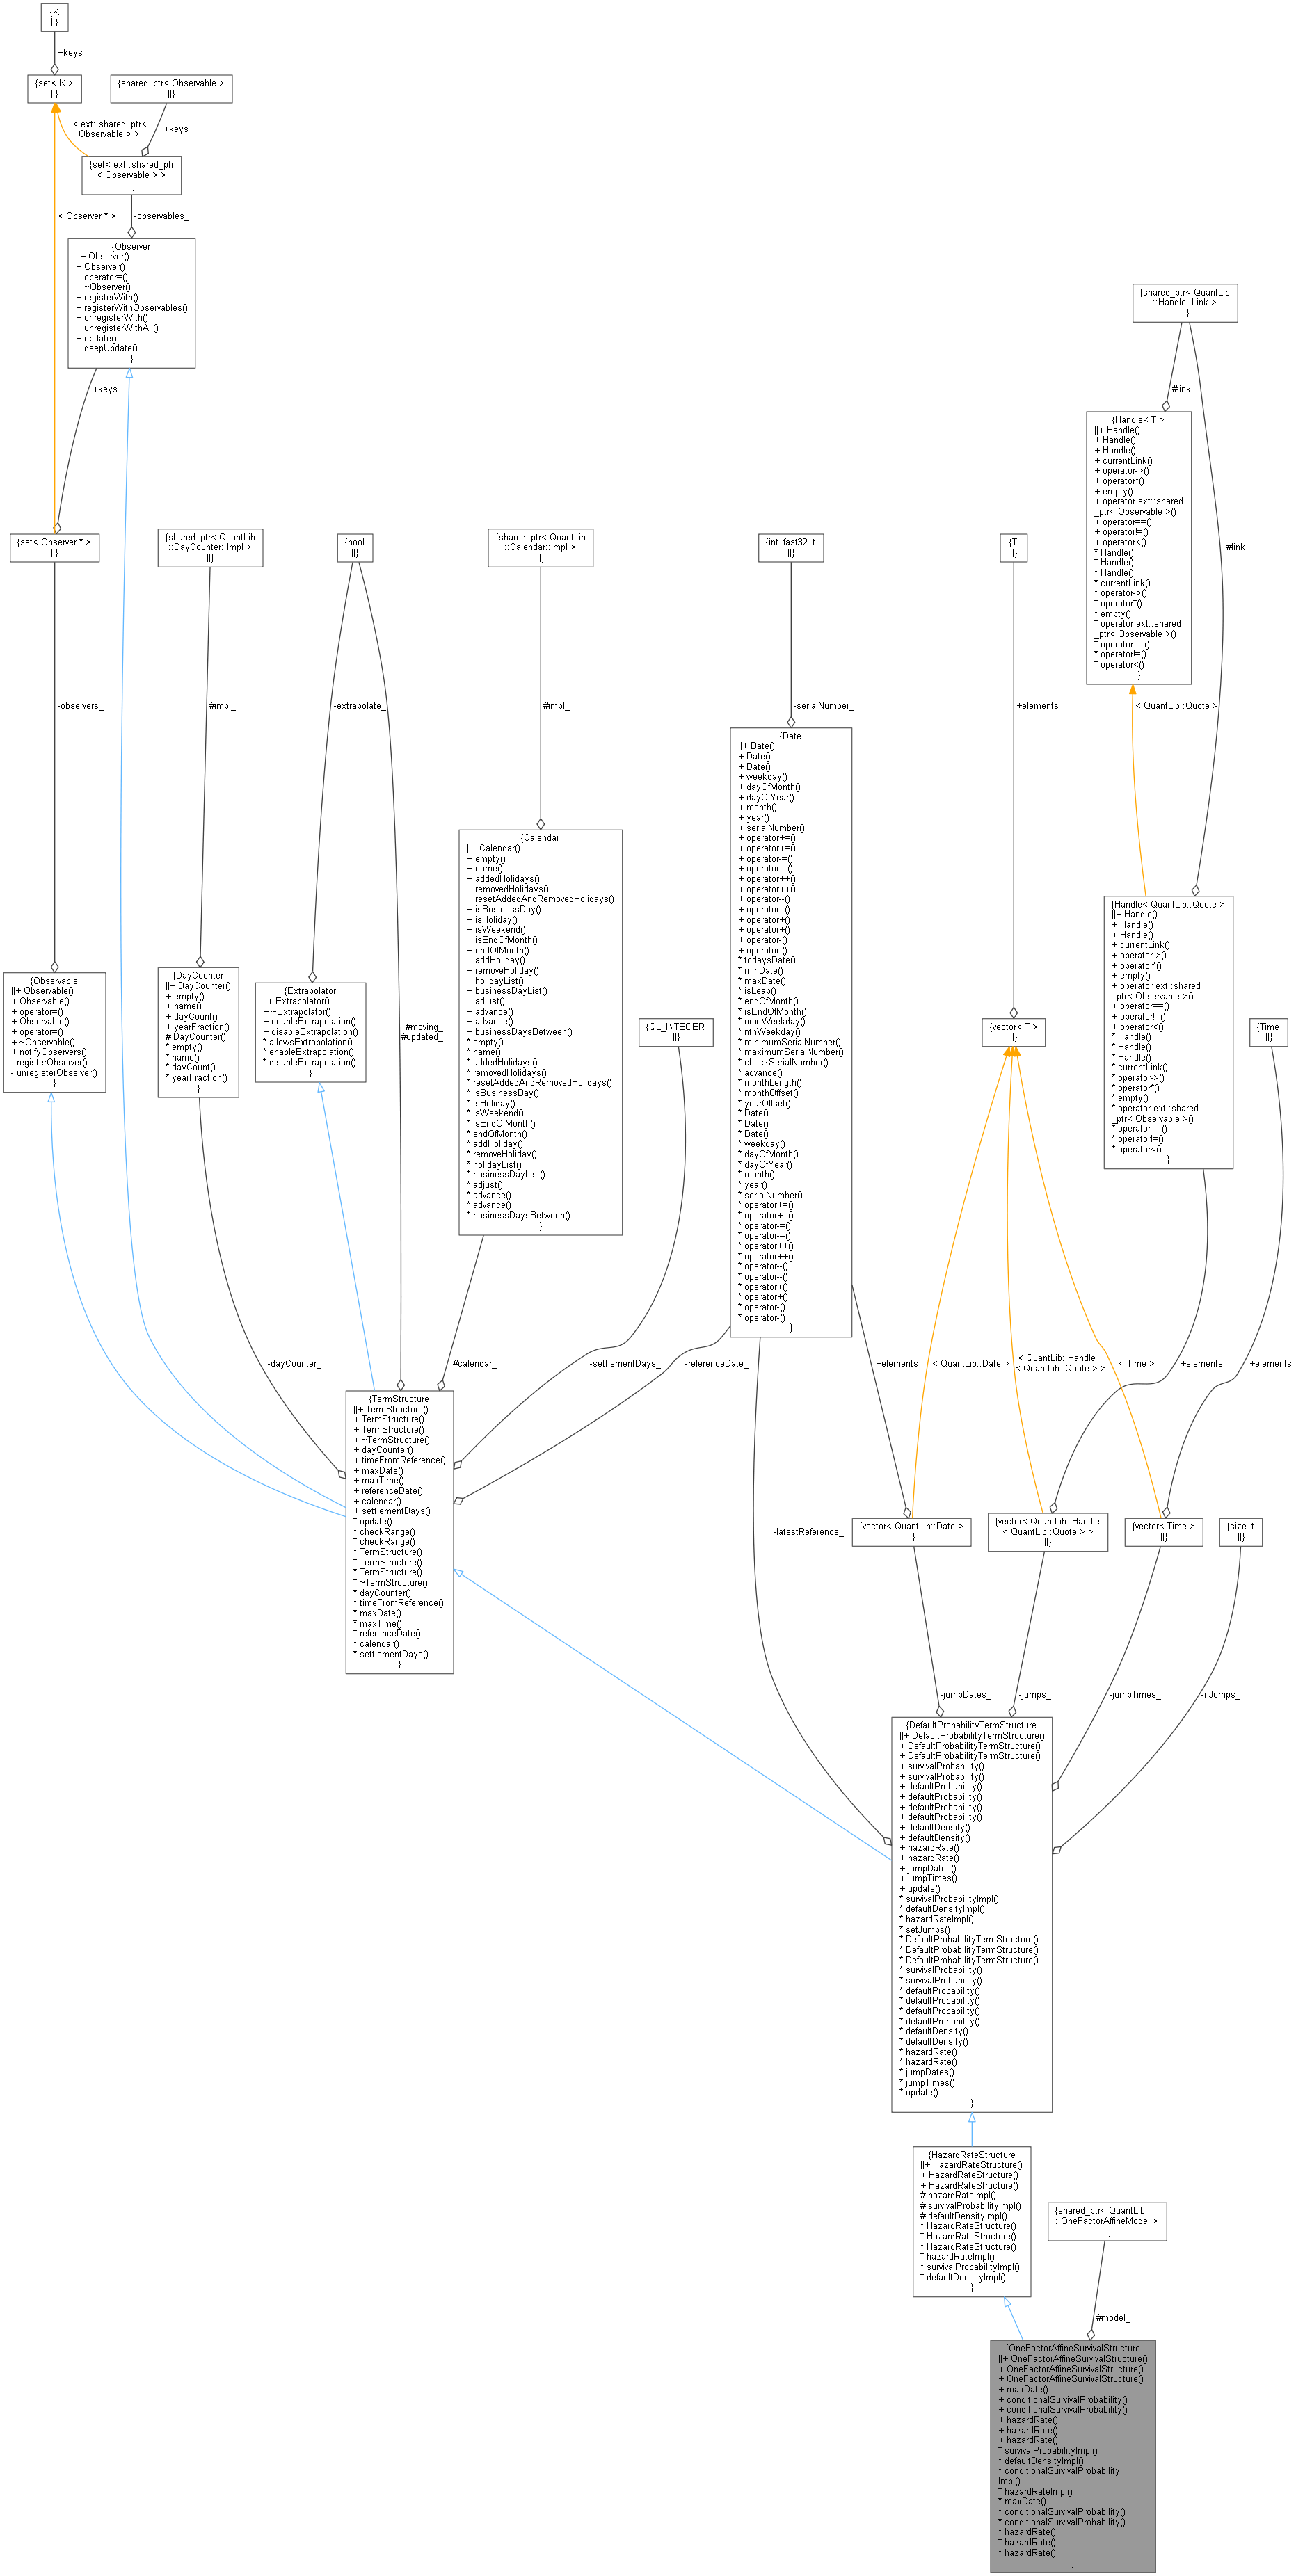 {K
||}
+keys
{set< K >
||}
{shared_ptr< Observable >
||}
< ext::shared_ptr<
Observable > >
+keys
{set< ext::shared_ptr
< Observable > >
||}
< Observer * >
-observables_
{Observer
||+ Observer()
+ Observer()
+ operator=()
+ ~Observer()
+ registerWith()
+ registerWithObservables()
+ unregisterWith()
+ unregisterWithAll()
+ update()
+ deepUpdate()
}
+keys
{shared_ptr< QuantLib
::Handle::Link >
||}
#link_
#link_
{Handle< T >
||+ Handle()
+ Handle()
+ Handle()
+ currentLink()
+ operator->()
+ operator*()
+ empty()
+ operator ext::shared
_ptr< Observable >()
+ operator==()
+ operator!=()
+ operator<()
* Handle()
* Handle()
* Handle()
* currentLink()
* operator->()
* operator*()
* empty()
* operator ext::shared
_ptr< Observable >()
* operator==()
* operator!=()
* operator<()
}
{set< Observer * >
||}
{shared_ptr< QuantLib
::DayCounter::Impl >
||}
{bool
||}
{shared_ptr< QuantLib
::Calendar::Impl >
||}
{int_fast32_t
||}
{T
||}
-observers_
#impl_
-extrapolate_
#impl_
-serialNumber_
+elements
< QuantLib::Quote >
{Date
||+ Date()
+ Date()
+ Date()
+ weekday()
+ dayOfMonth()
+ dayOfYear()
+ month()
+ year()
+ serialNumber()
+ operator+=()
+ operator+=()
+ operator-=()
+ operator-=()
+ operator++()
+ operator++()
+ operator--()
+ operator--()
+ operator+()
+ operator+()
+ operator-()
+ operator-()
* todaysDate()
* minDate()
* maxDate()
* isLeap()
* endOfMonth()
* isEndOfMonth()
* nextWeekday()
* nthWeekday()
* minimumSerialNumber()
* maximumSerialNumber()
* checkSerialNumber()
* advance()
* monthLength()
* monthOffset()
* yearOffset()
* Date()
* Date()
* Date()
* weekday()
* dayOfMonth()
* dayOfYear()
* month()
* year()
* serialNumber()
* operator+=()
* operator+=()
* operator-=()
* operator-=()
* operator++()
* operator++()
* operator--()
* operator--()
* operator+()
* operator+()
* operator-()
* operator-()
}
{Calendar
||+ Calendar()
+ empty()
+ name()
+ addedHolidays()
+ removedHolidays()
+ resetAddedAndRemovedHolidays()
+ isBusinessDay()
+ isHoliday()
+ isWeekend()
+ isEndOfMonth()
+ endOfMonth()
+ addHoliday()
+ removeHoliday()
+ holidayList()
+ businessDayList()
+ adjust()
+ advance()
+ advance()
+ businessDaysBetween()
* empty()
* name()
* addedHolidays()
* removedHolidays()
* resetAddedAndRemovedHolidays()
* isBusinessDay()
* isHoliday()
* isWeekend()
* isEndOfMonth()
* endOfMonth()
* addHoliday()
* removeHoliday()
* holidayList()
* businessDayList()
* adjust()
* advance()
* advance()
* businessDaysBetween()
}
{Handle< QuantLib::Quote >
||+ Handle()
+ Handle()
+ Handle()
+ currentLink()
+ operator->()
+ operator*()
+ empty()
+ operator ext::shared
_ptr< Observable >()
+ operator==()
+ operator!=()
+ operator<()
* Handle()
* Handle()
* Handle()
* currentLink()
* operator->()
* operator*()
* empty()
* operator ext::shared
_ptr< Observable >()
* operator==()
* operator!=()
* operator<()
}
{Observable
||+ Observable()
+ Observable()
+ operator=()
+ Observable()
+ operator=()
+ ~Observable()
+ notifyObservers()
- registerObserver()
- unregisterObserver()
}
{DayCounter
||+ DayCounter()
+ empty()
+ name()
+ dayCount()
+ yearFraction()
# DayCounter()
* empty()
* name()
* dayCount()
* yearFraction()
}
{Extrapolator
||+ Extrapolator()
+ ~Extrapolator()
+ enableExtrapolation()
+ disableExtrapolation()
* allowsExtrapolation()
* enableExtrapolation()
* disableExtrapolation()
}
#moving_
#updated_
{QL_INTEGER
||}
{vector< T >
||}
{Time
||}
-dayCounter_
#calendar_
-settlementDays_
-referenceDate_
+elements
< QuantLib::Date >
< QuantLib::Handle
< QuantLib::Quote > >
< Time >
+elements
+elements
{TermStructure
||+ TermStructure()
+ TermStructure()
+ TermStructure()
+ ~TermStructure()
+ dayCounter()
+ timeFromReference()
+ maxDate()
+ maxTime()
+ referenceDate()
+ calendar()
+ settlementDays()
* update()
* checkRange()
* checkRange()
* TermStructure()
* TermStructure()
* TermStructure()
* ~TermStructure()
* dayCounter()
* timeFromReference()
* maxDate()
* maxTime()
* referenceDate()
* calendar()
* settlementDays()
}
-latestReference_
{vector< QuantLib::Date >
||}
{vector< QuantLib::Handle
< QuantLib::Quote > >
||}
{vector< Time >
||}
{size_t
||}
-jumpDates_
-jumps_
-jumpTimes_
-nJumps_
{DefaultProbabilityTermStructure
||+ DefaultProbabilityTermStructure()
+ DefaultProbabilityTermStructure()
+ DefaultProbabilityTermStructure()
+ survivalProbability()
+ survivalProbability()
+ defaultProbability()
+ defaultProbability()
+ defaultProbability()
+ defaultProbability()
+ defaultDensity()
+ defaultDensity()
+ hazardRate()
+ hazardRate()
+ jumpDates()
+ jumpTimes()
+ update()
* survivalProbabilityImpl()
* defaultDensityImpl()
* hazardRateImpl()
* setJumps()
* DefaultProbabilityTermStructure()
* DefaultProbabilityTermStructure()
* DefaultProbabilityTermStructure()
* survivalProbability()
* survivalProbability()
* defaultProbability()
* defaultProbability()
* defaultProbability()
* defaultProbability()
* defaultDensity()
* defaultDensity()
* hazardRate()
* hazardRate()
* jumpDates()
* jumpTimes()
* update()
}
{HazardRateStructure
||+ HazardRateStructure()
+ HazardRateStructure()
+ HazardRateStructure()
# hazardRateImpl()
# survivalProbabilityImpl()
# defaultDensityImpl()
* HazardRateStructure()
* HazardRateStructure()
* HazardRateStructure()
* hazardRateImpl()
* survivalProbabilityImpl()
* defaultDensityImpl()
}
{shared_ptr< QuantLib
::OneFactorAffineModel >
||}
#model_
{OneFactorAffineSurvivalStructure
||+ OneFactorAffineSurvivalStructure()
+ OneFactorAffineSurvivalStructure()
+ OneFactorAffineSurvivalStructure()
+ maxDate()
+ conditionalSurvivalProbability()
+ conditionalSurvivalProbability()
+ hazardRate()
+ hazardRate()
+ hazardRate()
* survivalProbabilityImpl()
* defaultDensityImpl()
* conditionalSurvivalProbability
Impl()
* hazardRateImpl()
* maxDate()
* conditionalSurvivalProbability()
* conditionalSurvivalProbability()
* hazardRate()
* hazardRate()
* hazardRate()
}